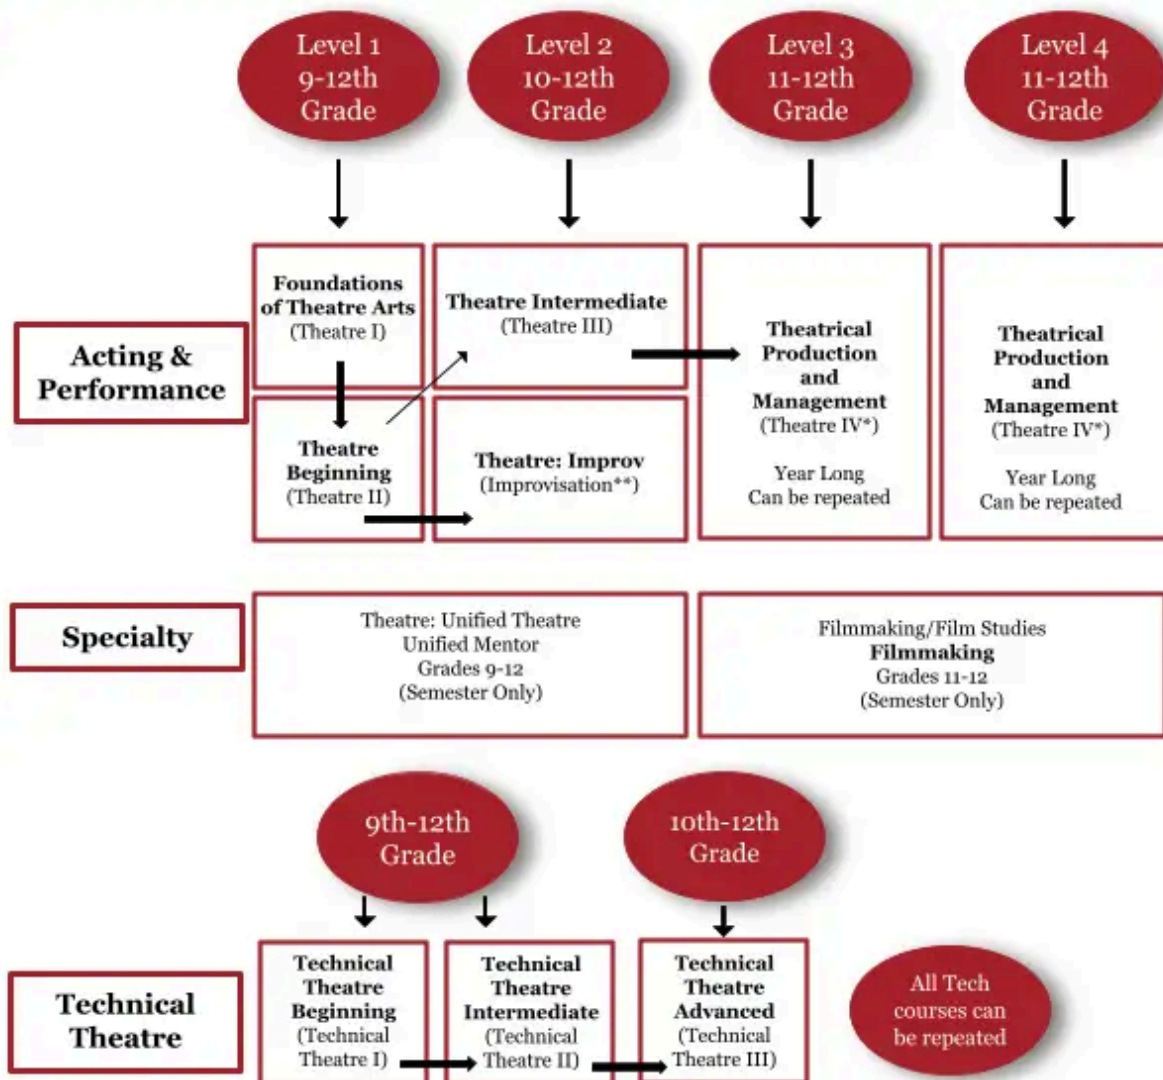 Level 1
9-12th
Grade
Level 2
10-12th
Grade
Level 3
11-12th
Grade
Level 4
11-12th
Grade
Acting &
Performance
Foundations
of Theatre Arts
(Theatre I)
Theatre
Beginning
(Theatre II)
Theatre Intermediate
(Theatre III)
Theatre: Improv
(Improvisation**)
Theatrical
Production
and
Management
(Theatre IV*)
Year Long
Can be repeated
Theatrical
Production
and
Management
(Theatre IV*)
Year Long
Can be repeated
Specialty
Theatre: Unified Theatre
Unified Mentor
Grades 9-12
(Semester Only)
Filmmaking/Film Studies
Filmmaking
Grades 11-12
(Semester Only)
9th-12th
Grade
10th-12th
Grade
Technical
Theatre
Technical
Theatre
Beginning
(Technical
Theatre I)
Technical
Theatre
Intermediate
(Technical
Theatre II)
Technical
Theatre
Advanced
(Technical
Theatre III)
All Tech
courses can
be repeated